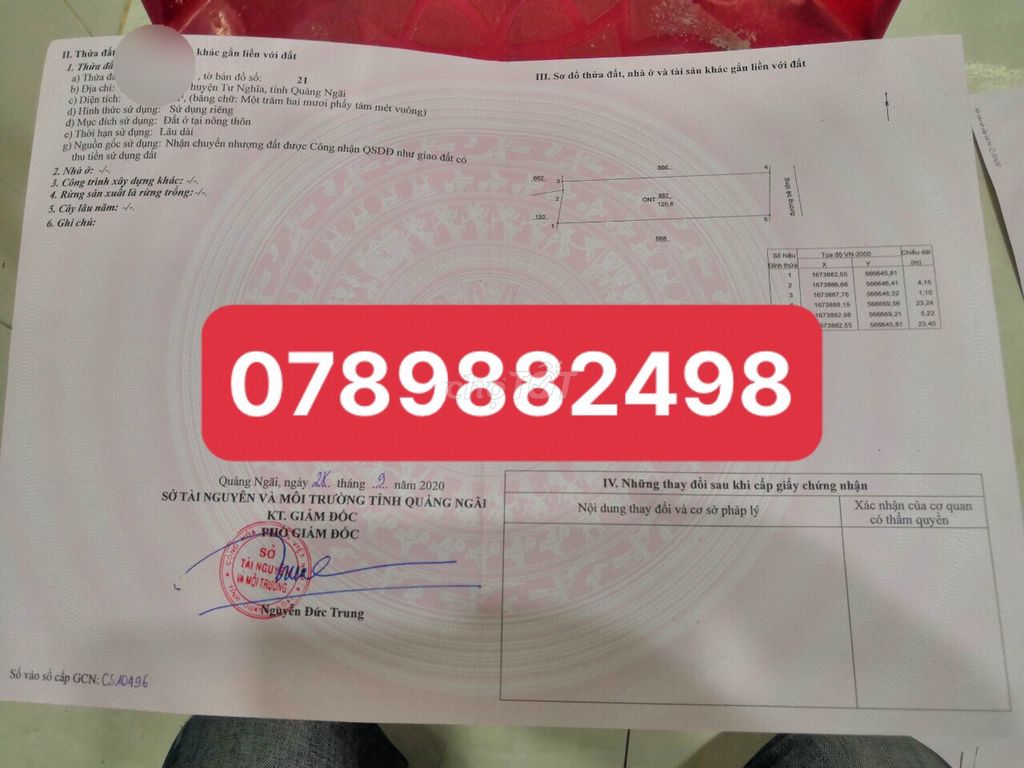 II. Thửa đất khác gắn liền với đất
1. Thửa đấ
a) Thửa đấ , tờ bản đồ số: 21
b) Địa chỉ: huyện Tư Nghĩa, tỉnh Quảng Ngãi
c) Diện tích: , (bằng chữ: Một trăm hai mươi phẩy tám mét vuông)
d) Hình thức sử dụng: Sử dụng riêng
đ) Mục đích sử dụng: Đất ở tại nông thôn
e) Thời hạn sử dụng: Lâu dài
g) Nguồn gốc sử dụng: Nhận chuyển nhượng đất được Công nhận QSDĐ như giao đất có
thu tiền sử dụng đất
2. Nhà ở: -/-.
3. Công trình xây dựng khác: -/-.
4. Rừng sản xuất là rừng trồng: -/-.
5. Cây lâu năm: -/-.
6. Ghi chú:
III. Sơ đồ thửa đất, nhà ở và tài sản khác gắn liền với đất
866
662
3
4
2
ONT 867
120,8
150
1
5
668
đường bê tông
Số hiệu Tọa độ VN-2000 Chiều dài
Đỉnh thửa X Y (m)
1 1673882,55 566645,81
2 1673886,66 566646,41 4,15
3 1673887,76 566646,32 1,10
1673888,19 566669,56 23,24
1673882,98 566669,21 5,22
1673882,55 566645,81 23,40
0789882498
chợTỐT
Quảng Ngãi, ngày 28 tháng 9 năm 2020
SỞ TÀI NGUYÊN VÀ MÔI TRƯỜNG TỈNH QUẢNG NGÃI
KT. GIÁM ĐỐC
PHÓ GIÁM ĐỐC
SỞ
TÀI NGUYÊN
VÀ MÔI TRƯỜNG
Nguyễn Đức Trung
Số vào sổ cấp GCN: CS10496
IV. Những thay đổi sau khi cấp giấy chứng nhận
Nội dung thay đổi và cơ sở pháp lý
Xác nhận của cơ quan
có thẩm quyền